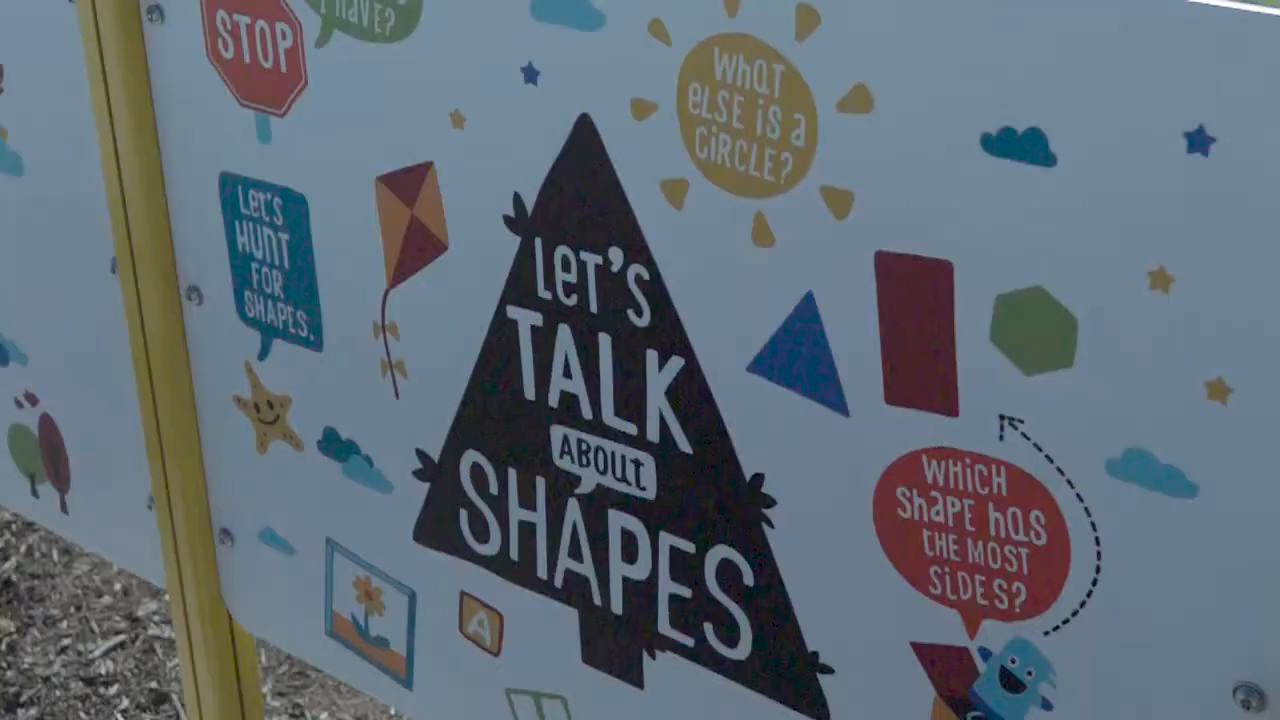 HAVE?
STOP
WHAT
ELSE IS A
CIRCLE?
LET'S
HUNT
FOR
SHAPES.
LET'S
TALK
ABOUT
SHAPES
WHICH
SHAPE HAS
THE MOST
SIDES?
A